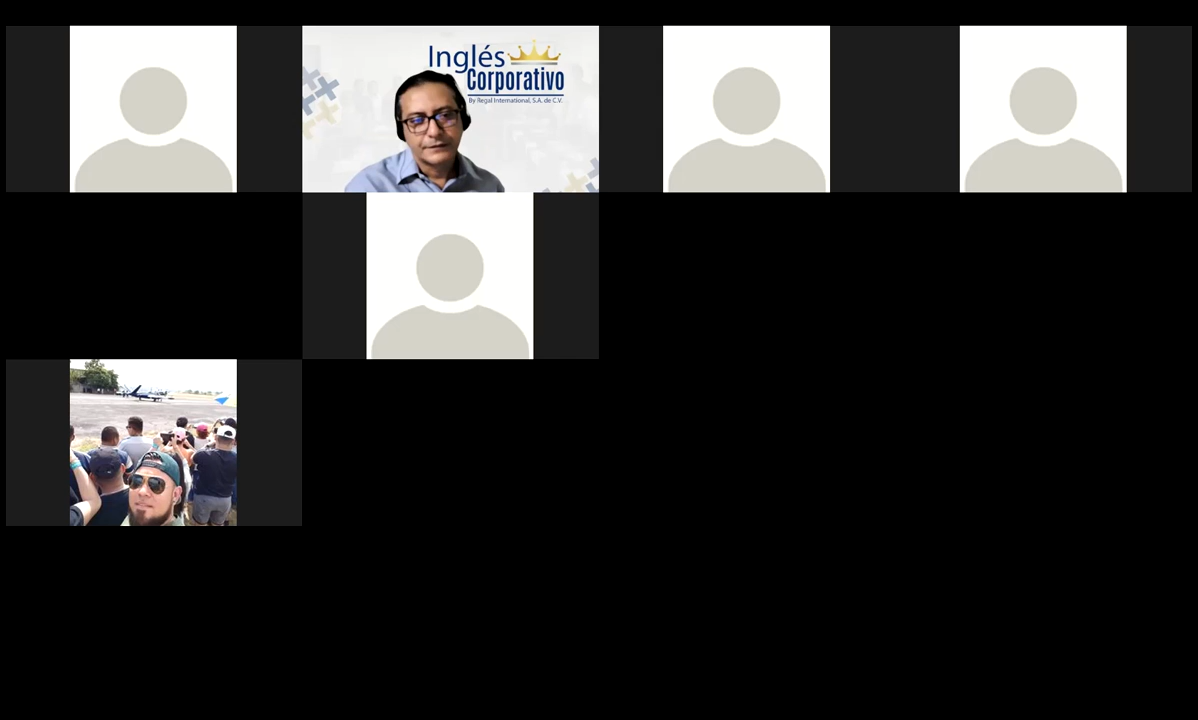 Inglés
Corporativo
By Regal International, S.A. de C.V.